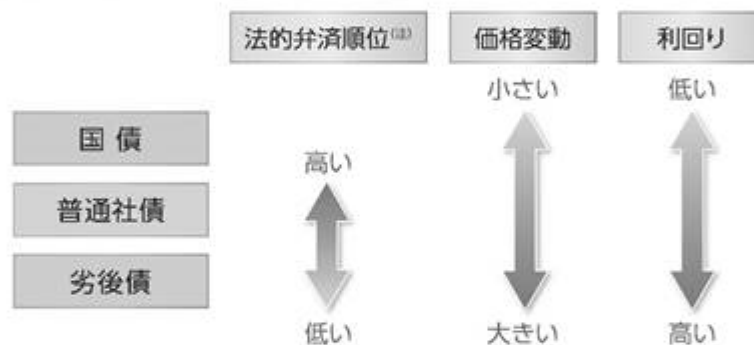 法的弁済順位(注) 価格変動 利回り
小さい 低い
国債
高い
普通社債
劣後債
低い 大きい 高い